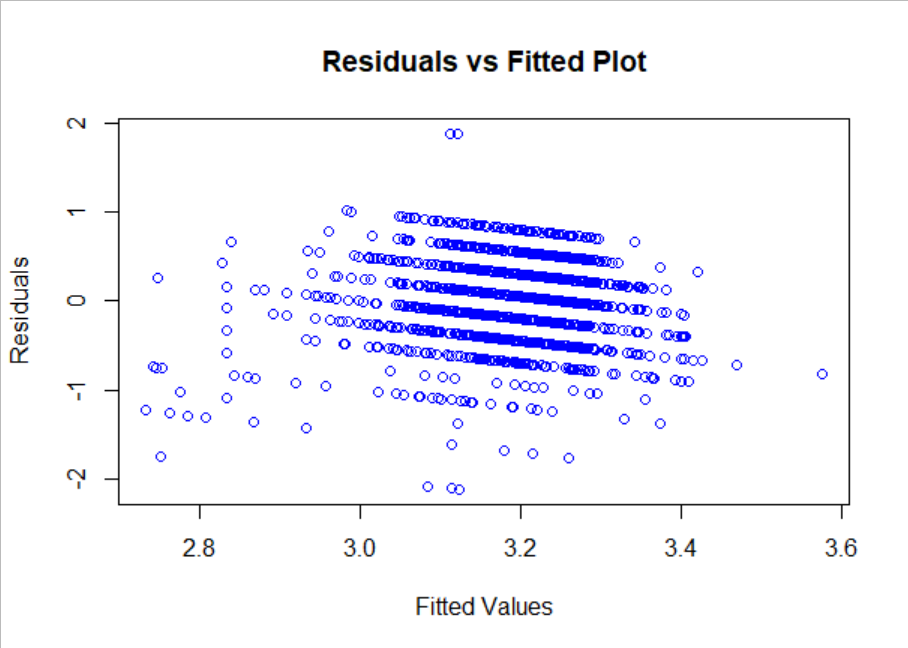 Residuals vs Fitted Plot
2
1
0
-1
-2
Residuals
2.8 3.0 3.2 3.4 3.6
Fitted Values